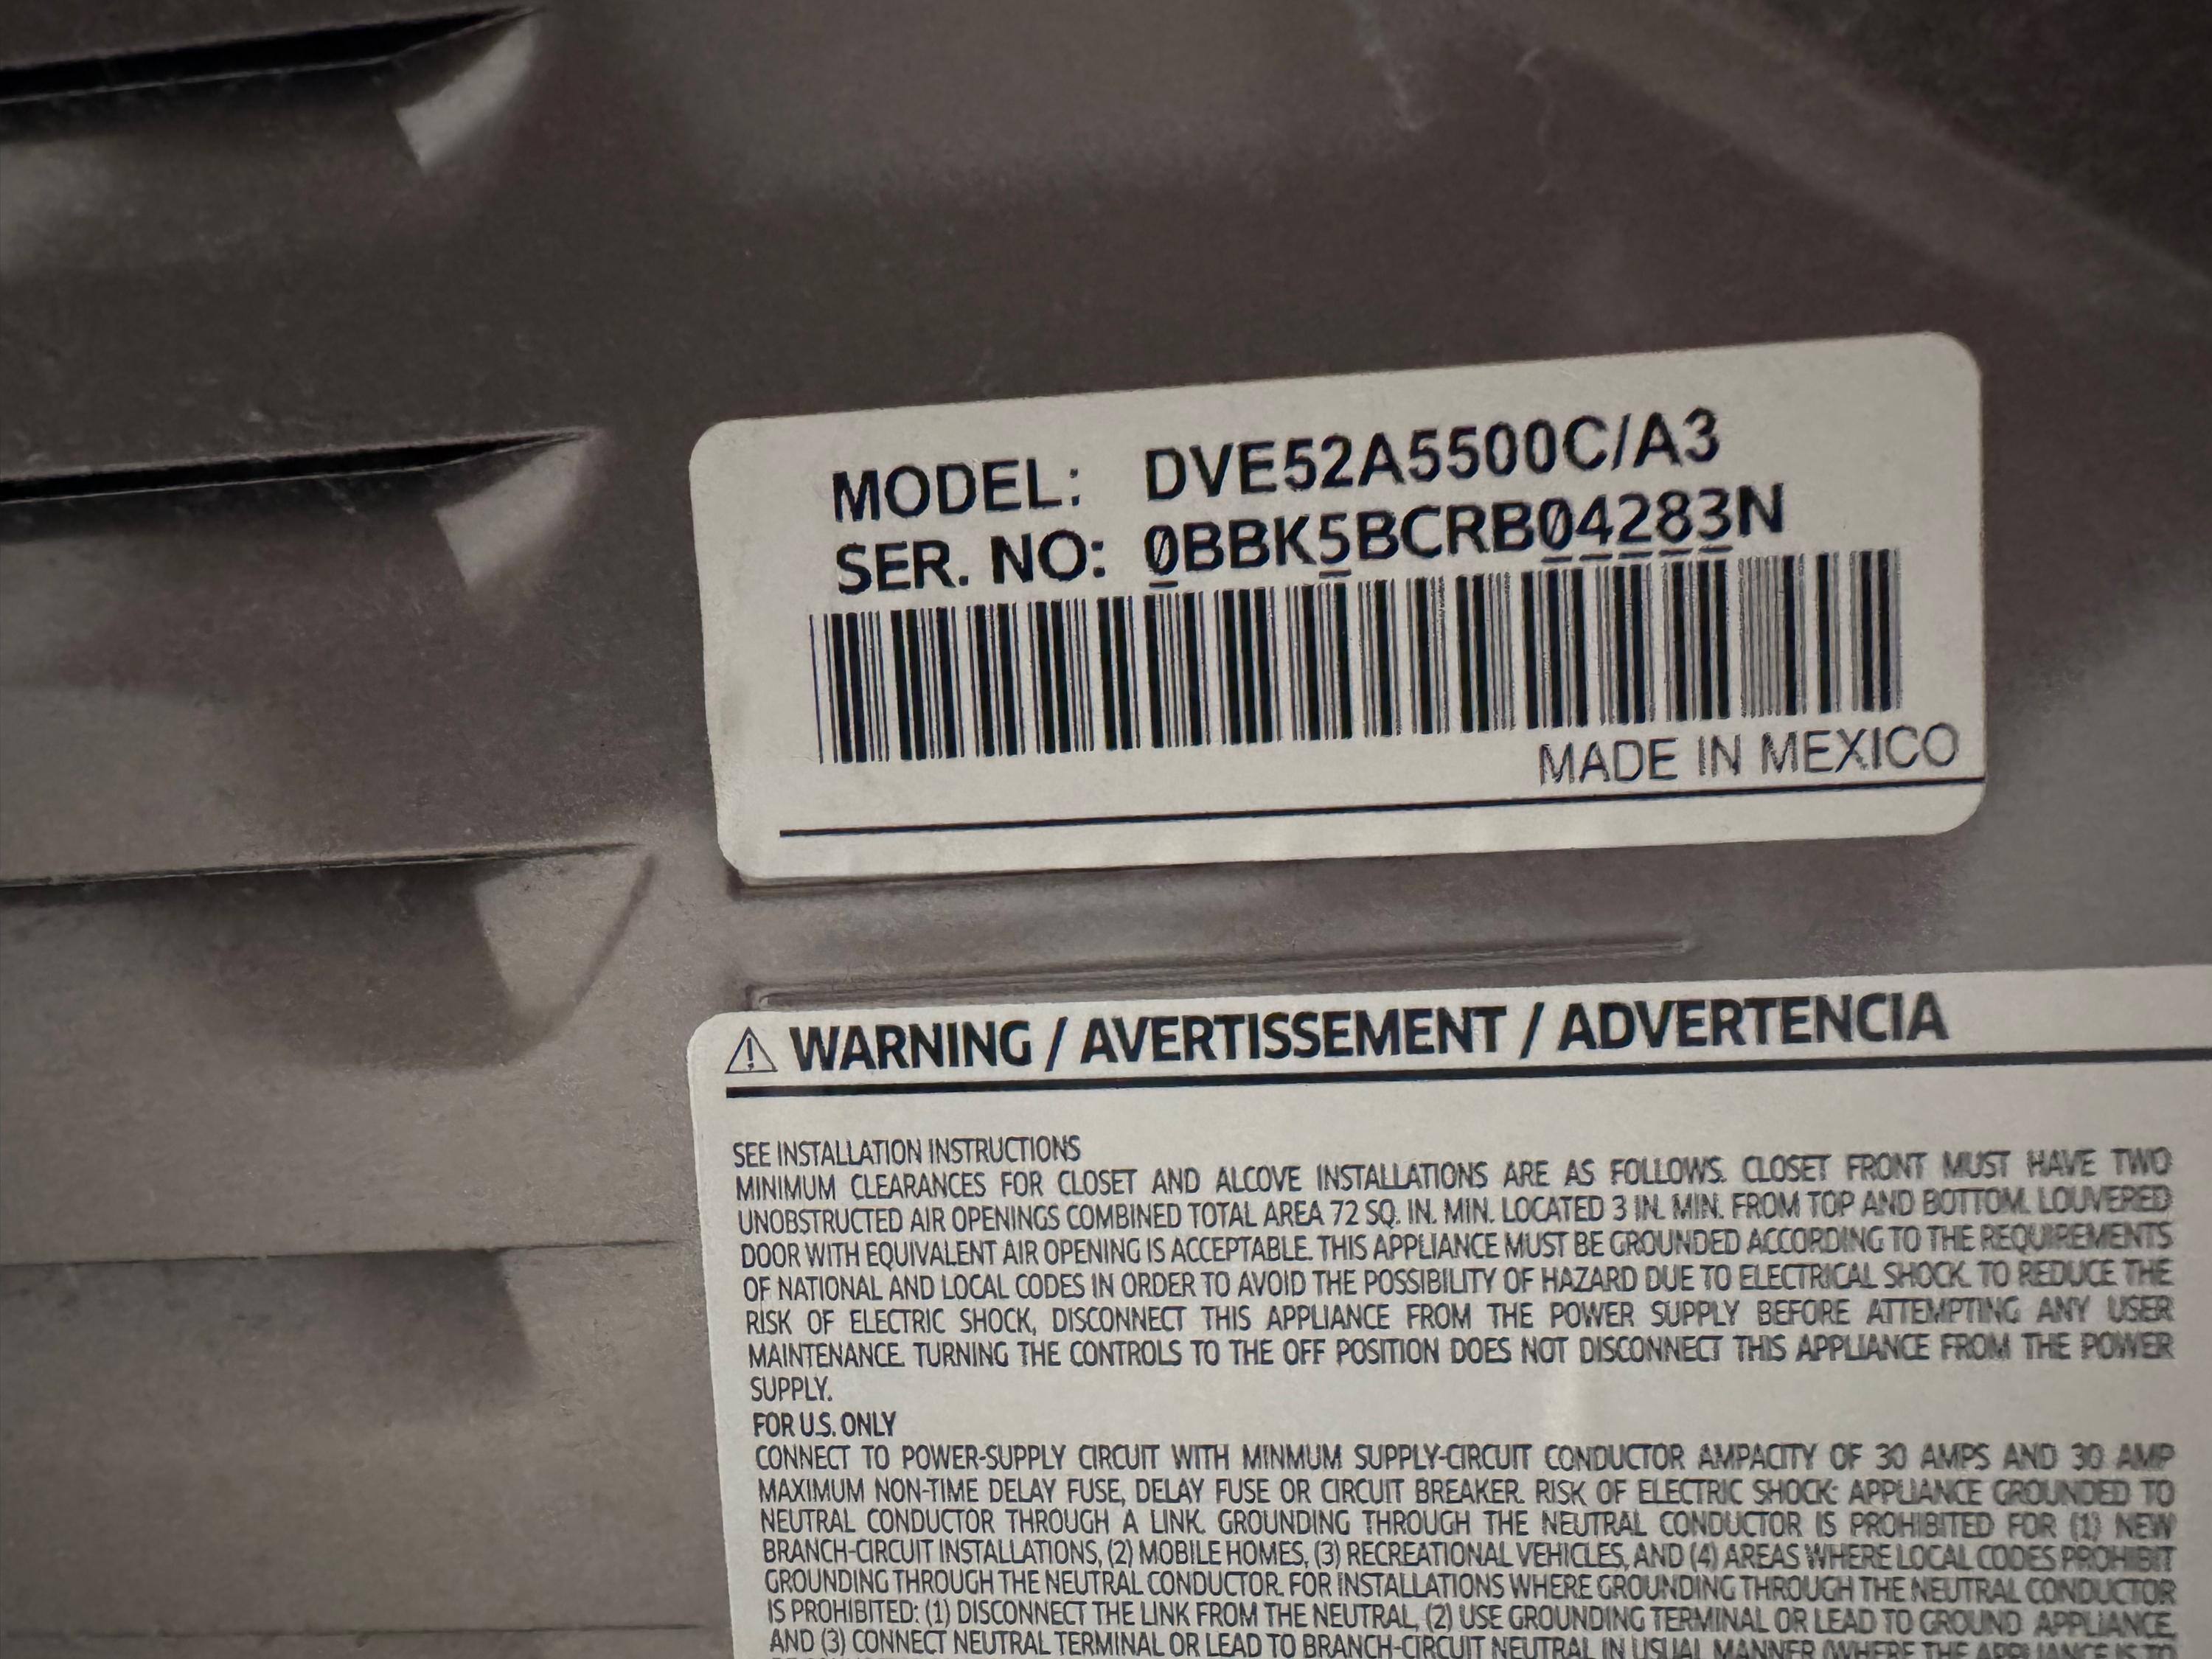 MODEL: DVE52A5500C/A3
SER. NO: 0BBK5BCRB04283N
MADE IN MEXICO
WARNING / AVERTISSEMENT / ADVERTENCIA
SEE INSTALLATION INSTRUCTIONS
MINIMUM CLEARANCES FOR CLOSET AND ALCOVE INSTALLATIONS ARE AS FOLLOWS. CLOSET FRONT MUST HAVE TWO
UNOBSTRUCTED AIR OPENINGS COMBINED TOTAL AREA 72 SQ. IN. MIN. LOCATED 3 IN. MIN. FROM TOP AND BOTTOM. LOUVERED
DOOR WITH EQUIVALENT AIR OPENING IS ACCEPTABLE. THIS APPLIANCE MUST BE GROUNDED ACCORDING TO THE REQUIREMENTS
OF NATIONAL AND LOCAL CODES IN ORDER TO AVOID THE POSSIBILITY OF HAZARD DUE TO ELECTRICAL SHOCK. TO REDUCE THE
RISK OF ELECTRIC SHOCK, DISCONNECT THIS APPLIANCE FROM THE POWER SUPPLY BEFORE ATTEMPTING ANY USER
MAINTENANCE. TURNING THE CONTROLS TO THE OFF POSITION DOES NOT DISCONNECT THIS APPLIANCE FROM THE POWER
SUPPLY.
FOR U.S. ONLY
CONNECT TO POWER-SUPPLY CIRCUIT WITH MINMUM SUPPLY-CIRCUIT CONDUCTOR AMPACITY OF 30 AMPS AND 30 AMP
MAXIMUM NON-TIME DELAY FUSE, DELAY FUSE OR CIRCUIT BREAKER. RISK OF ELECTRIC SHOCK: APPLIANCE GROUNDED TO
NEUTRAL CONDUCTOR THROUGH A LINK. GROUNDING THROUGH THE NEUTRAL CONDUCTOR IS PROHIBITED FOR (1) NEW
BRANCH-CIRCUIT INSTALLATIONS, (2) MOBILE HOMES, (3) RECREATIONAL VEHICLES, AND (4) AREAS WHERE LOCAL CODES PROHIBIT
GROUNDING THROUGH THE NEUTRAL CONDUCTOR. FOR INSTALLATIONS WHERE GROUNDING THROUGH THE NEUTRAL CONDUCTOR
IS PROHIBITED: (1) DISCONNECT THE LINK FROM THE NEUTRAL, (2) USE GROUNDING TERMINAL OR LEAD TO GROUND APPLIANCE,
AND (3) CONNECT NEUTRAL TERMINAL OR LEAD TO BRANCH-CIRCUIT NEUTRAL IN USUAL MANNER (WHERE THE APPLIANCE IS TO